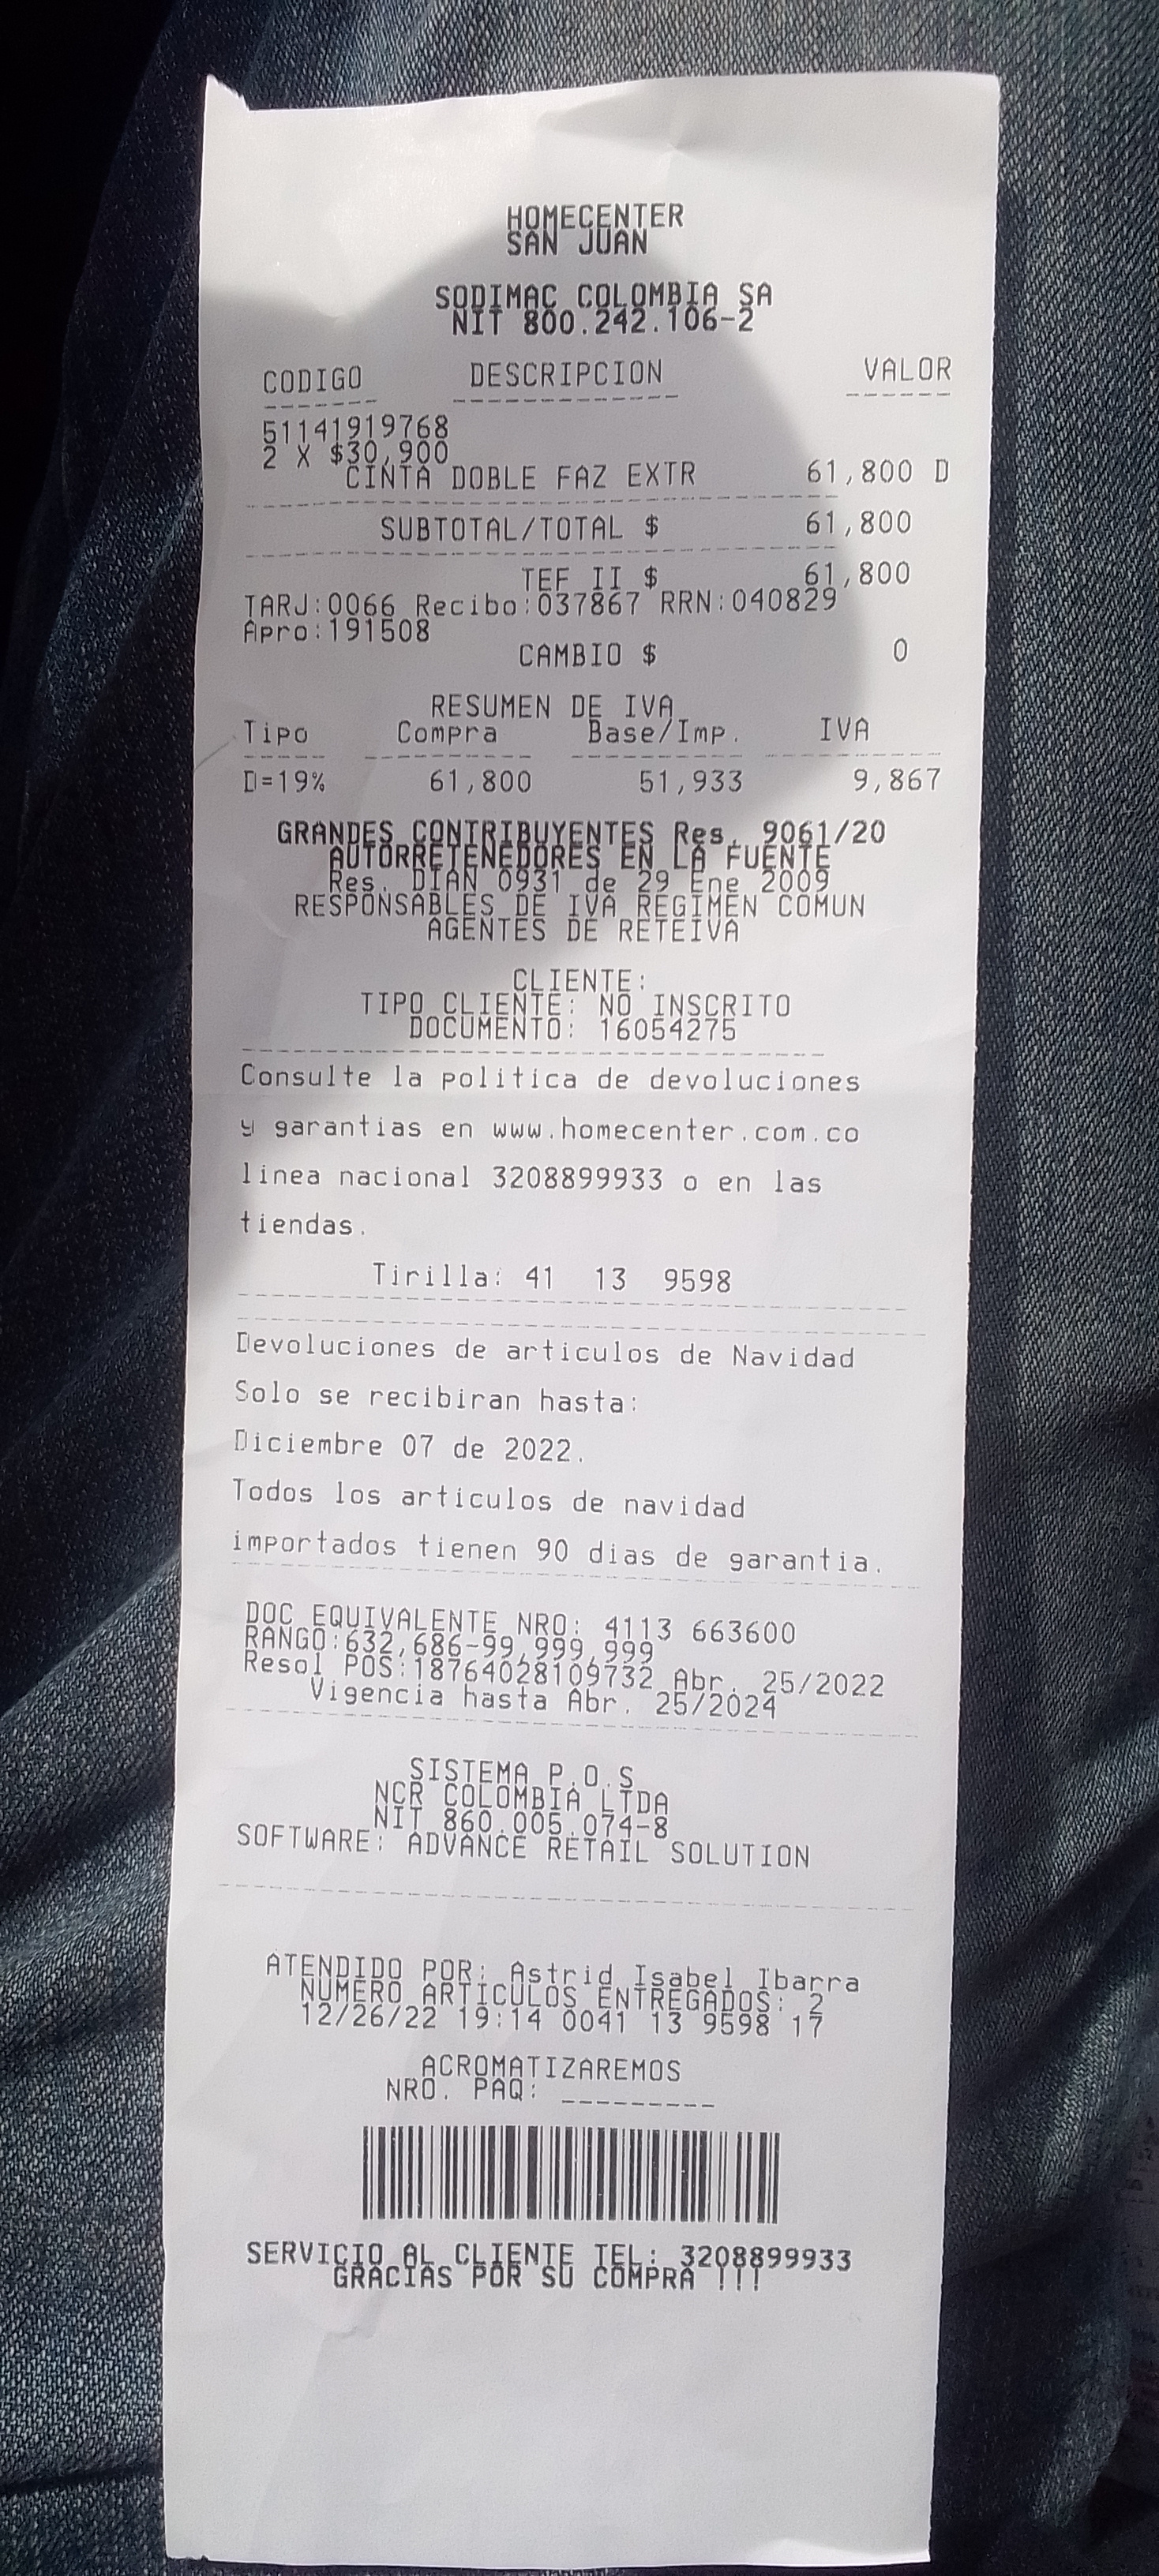 HOMECENTER
SAN JUAN
SODIMAC COLOMBIA SA
NIT 800.242.106-2
CODIGO DESCRIPCION VALOR
51141919768
2 X $30,900
CINTA DOBLE FAZ EXTR 61,800 D
SUBTOTAL/TOTAL $ 61,800
TEF II $ 61,800
TARJ:0066 Recibo:037867 RRN:040829
Apro:191508
CAMBIO $ 0
RESUMEN DE IVA
Tipo Compra Base/Imp. IVA
D=19% 61,800 51,933 9,867
GRANDES CONTRIBUYENTES Res. 9061/20
AUTORRETENEDORES EN LA FUENTE
Res. DIAN 0931 de 29 Ene 2009
RESPONSABLES DE IVA REGIMEN COMUN
AGENTES DE RETEIVA
CLIENTE:
TIPO CLIENTE: NO INSCRITO
DOCUMENTO: 16054275
Consulte la politica de devoluciones
y garantias en www.homecenter.com.co
linea nacional 3208899933 o en las
tiendas.
Tirilla: 41 13 9598
Devoluciones de articulos de Navidad
Solo se recibiran hasta:
Diciembre 07 de 2022.
Todos los articulos de navidad
importados tienen 90 dias de garantia.
DOC EQUIVALENTE NRO: 4113 663600
RANGO:632,686-99,999,999
Resol POS:18764028109732 Abr. 25/2022
Vigencia hasta Abr. 25/2024
SISTEMA P.O.S
NCR COLOMBIA LTDA
NIT 860.005.074-8
SOFTWARE: ADVANCE RETAIL SOLUTION
ATENDIDO POR: Astrid Isabel Ibarra
NUMERO ARTICULOS ENTREGADOS: 2
12/26/22 19:14 0041 13 9598 17
ACROMATIZAREMOS
NRO. PAQ: _________
SERVICIO AL CLIENTE TEL: 3208899933
GRACIAS POR SU COMPRA !!!